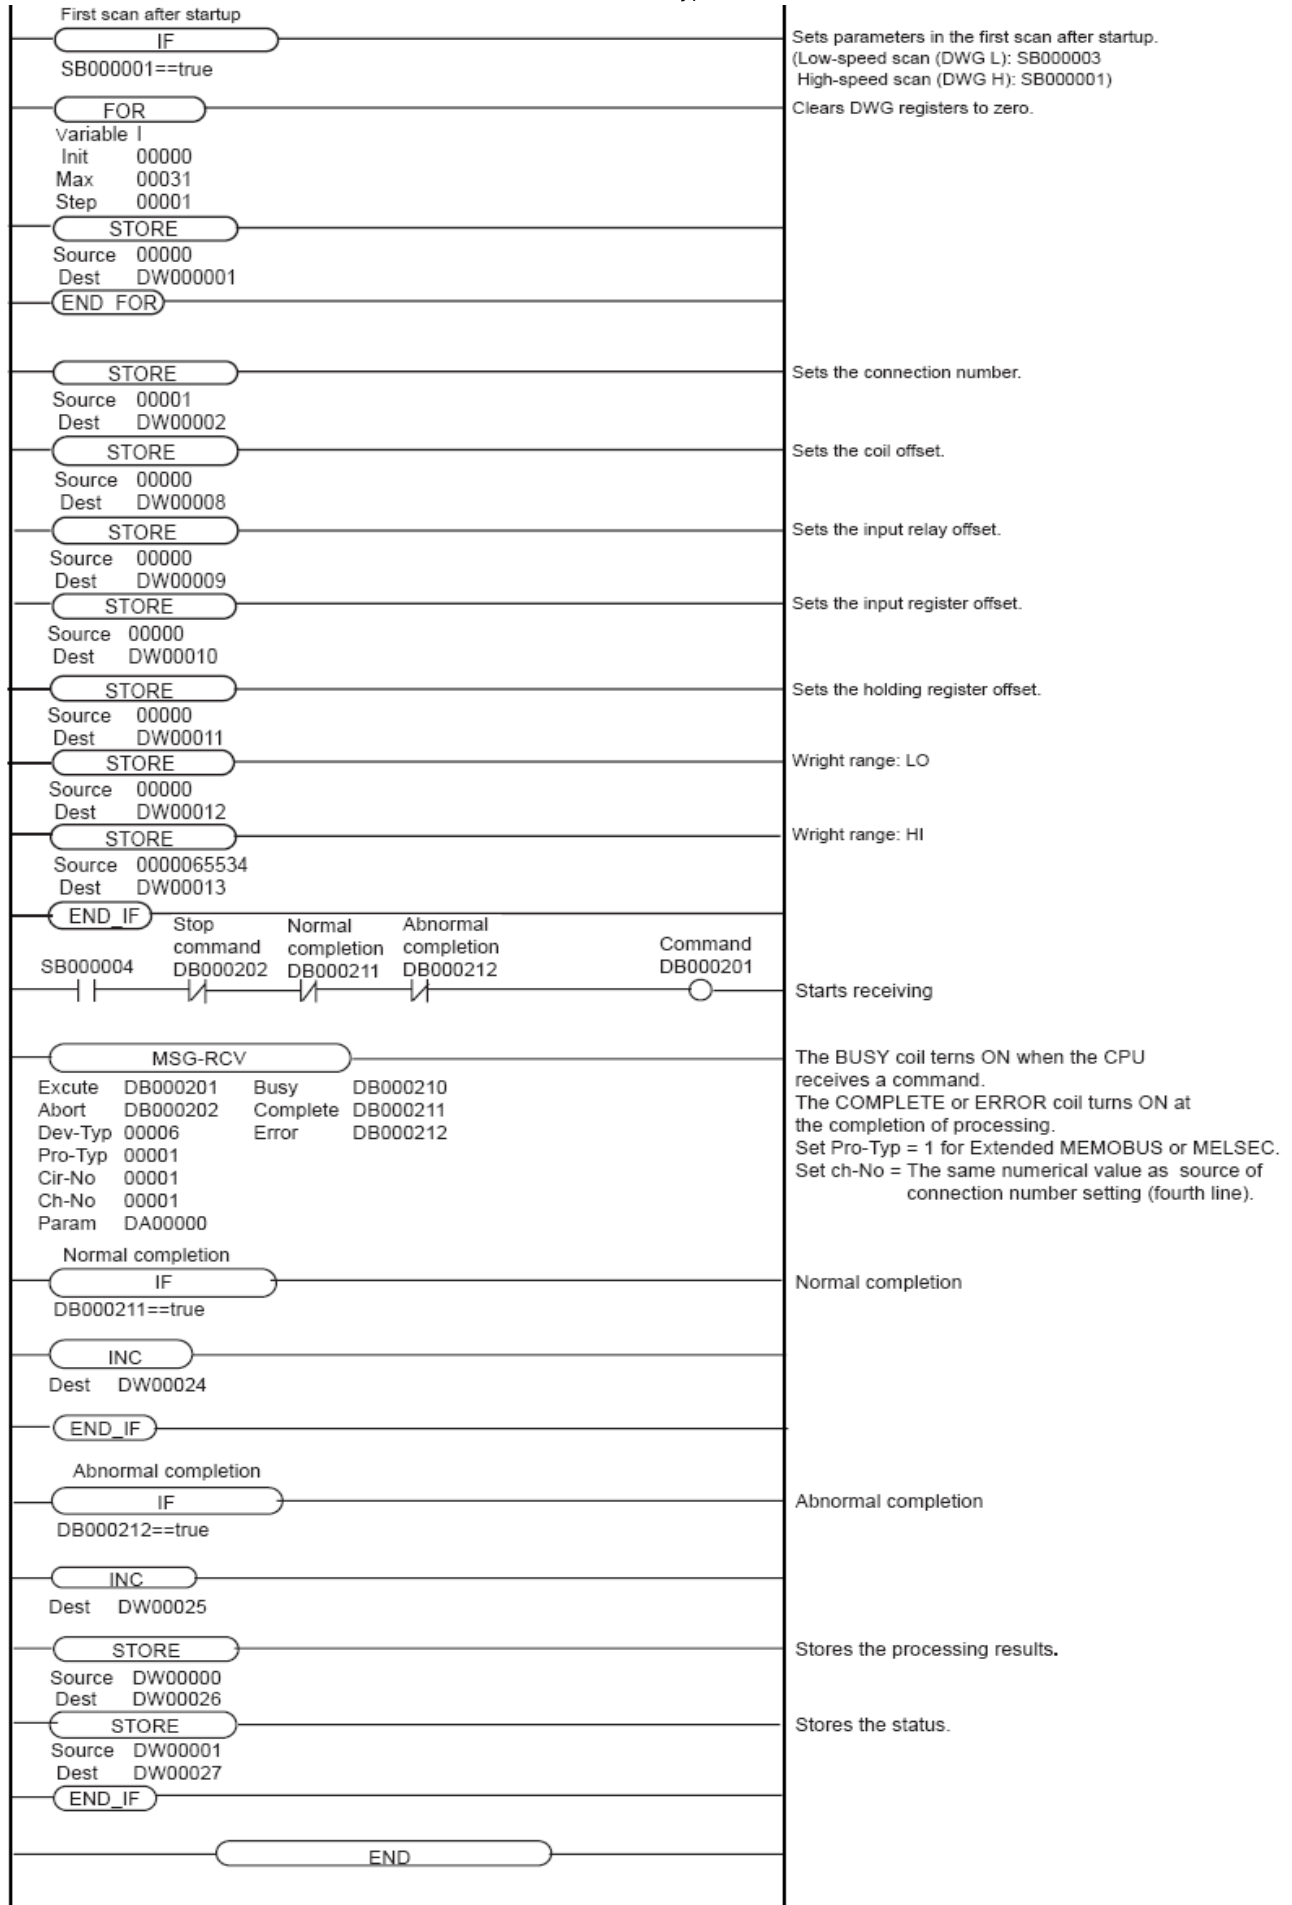 First scan after startup
IF
SB000001==true
Sets parameters in the first scan after startup.
(Low-speed scan (DWG L): SB000003
High-speed scan (DWG H): SB000001)
FOR
Clears DWG registers to zero.
Variable I
Init 00000
Max 00031
Step 00001
STORE
Source 00000
Dest DW000001
END FOR
STORE
Sets the connection number.
Source 00001
Dest DW00002
STORE
Sets the coil offset.
Source 00000
Dest DW00008
STORE
Sets the input relay offset.
Source 00000
Dest DW00009
STORE
Sets the input register offset.
Source 00000
Dest DW00010
STORE
Sets the holding register offset.
Source 00000
Dest DW00011
STORE
Wright range: LO
Source 00000
Dest DW00012
STORE
Wright range: HI
Source 0000065534
Dest DW00013
END_IF
SB000004
Stop
command
DB000202
Normal
completion
DB000211
Abnormal
completion
DB000212
Command
DB000201
Starts receiving
MSG-RCV
Excute DB000201 Busy DB000210
Abort DB000202 Complete DB000211
Dev-Typ 00006 Error DB000212
Pro-Typ 00001
Cir-No 00001
Ch-No 00001
Param DA00000
The BUSY coil terns ON when the CPU
receives a command.
The COMPLETE or ERROR coil turns ON at
the completion of processing.
Set Pro-Typ = 1 for Extended MEMOBUS or MELSEC.
Set ch-No = The same numerical value as source of
connection number setting (fourth line).
Normal completion
IF
DB000211==true
Normal completion
INC
Dest DW00024
END_IF
Abnormal completion
IF
DB000212==true
Abnormal completion
INC
Dest DW00025
STORE
Stores the processing results.
Source DW00000
Dest DW00026
STORE
Stores the status.
Source DW00001
Dest DW00027
END_IF
END